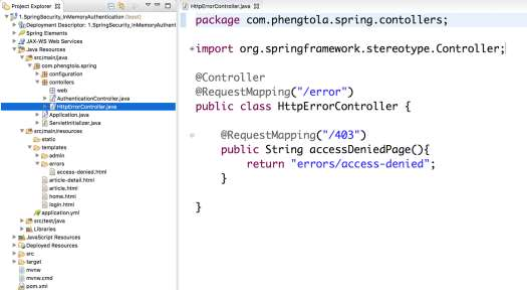 Project Explorer
1.SpringSecurity_InMemoryAuthentication [boot]
Deployment Descriptor: 1.SpringSecurity_InMemoryAuthe
Spring Elements
JAX-WS Web Services
Java Resources
src/main/java
com.phengtola.spring
configuration
contollers
web
AuthenticationController.java
HttpErrorController.java
Application.java
ServletInitializer.java
src/main/resources
static
templates
admin
errors
access-denied.html
article-detail.html
article.html
home.html
login.html
application.yml
src/test/java
Libraries
JavaScript Resources
Deployed Resources
src
target
mvnw
mvnw.cmd
pom.xml
HttpErrorController.java
package com.phengtola.spring.contollers;
import org.springframework.stereotype.Controller;
@Controller
@RequestMapping("/error")
public class HttpErrorController {
@RequestMapping("/403")
public String accessDeniedPage(){
return "errors/access-denied";
}
}